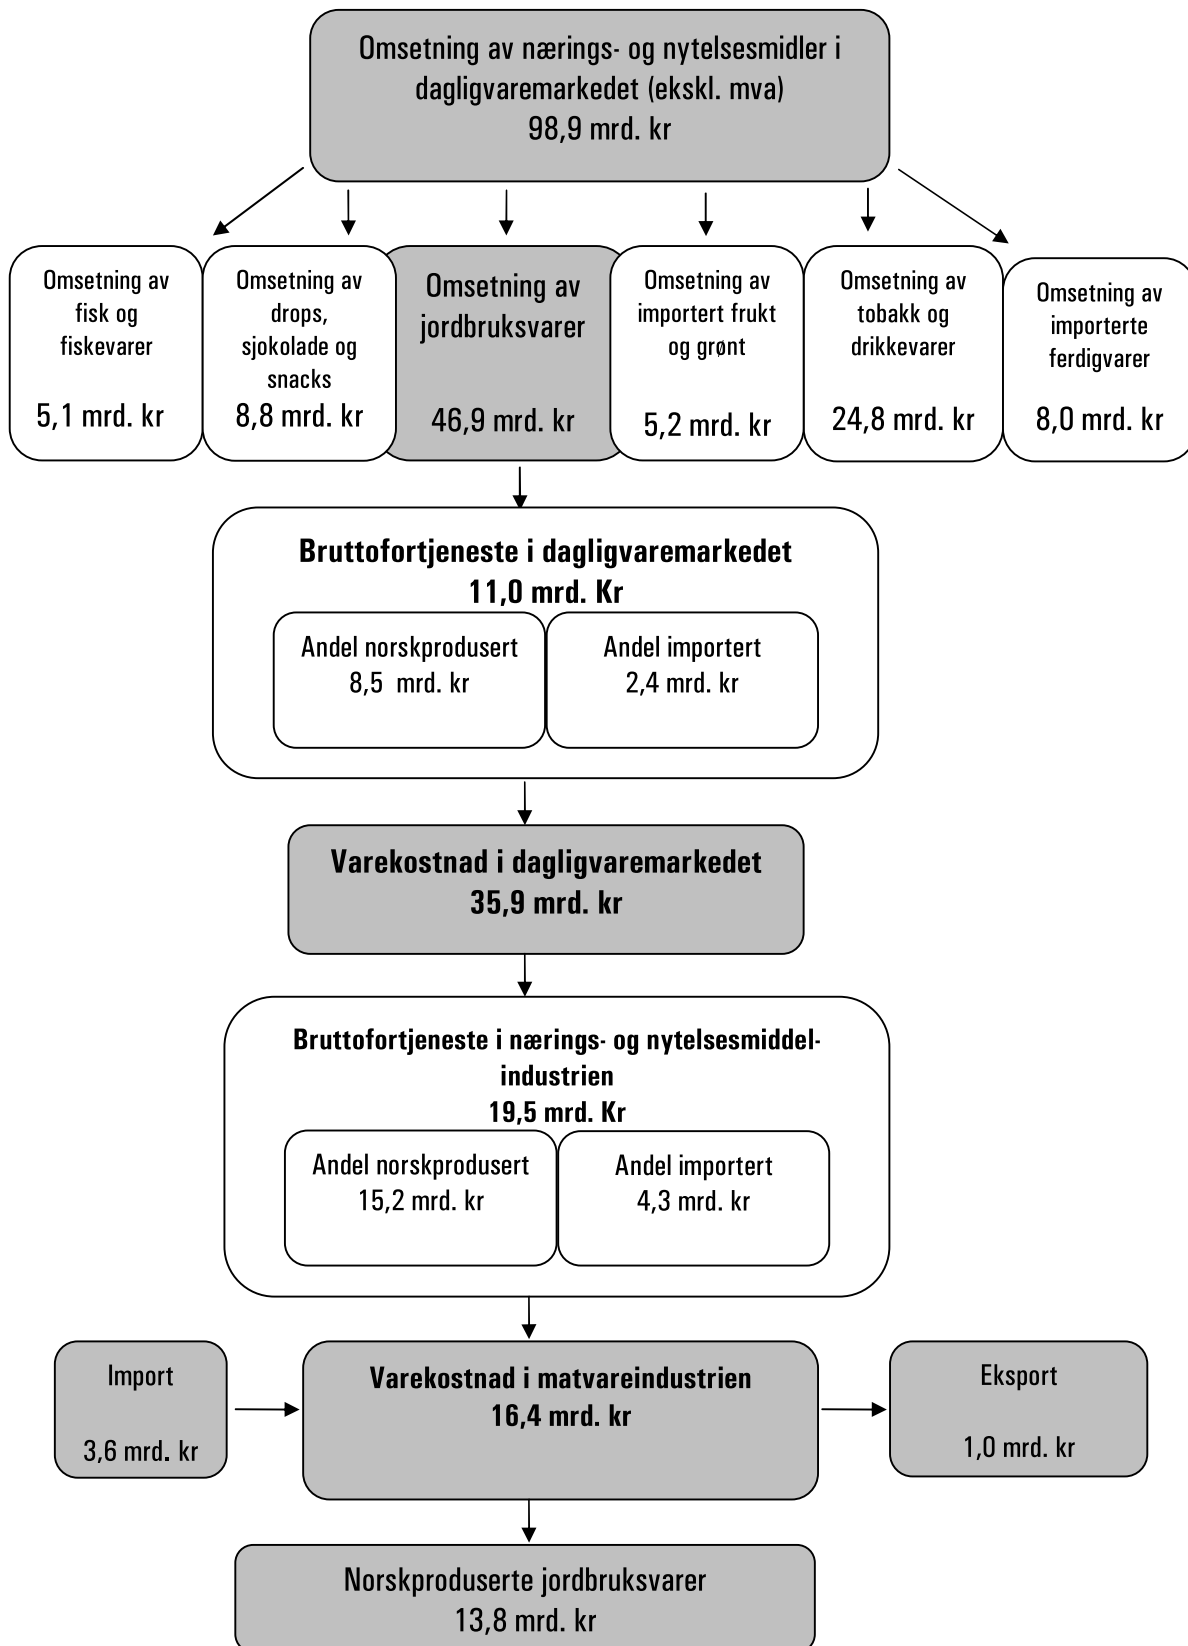 Omsetning av nærings- og nytelsesmidler i
dagligvaremarkedet (ekskl. mva)
98,9 mrd. kr
Omsetning av
fisk og
fiskevarer
5,1 mrd. kr
Omsetning av
drops,
sjokolade og
snacks
8,8 mrd. kr
Omsetning av
jordbruksvarer
46,9 mrd. kr
Omsetning av
importert frukt
og grønt
5,2 mrd. kr
Omsetning av
tobakk og
drikkevarer
24,8 mrd. kr
Omsetning av
importerte
ferdigvarer
8,0 mrd. kr
Bruttofortjeneste i dagligvaremarkedet
11,0 mrd. Kr
Andel norskprodusert
8,5 mrd. kr
Andel importert
2,4 mrd. kr
Varekostnad i dagligvaremarkedet
35,9 mrd. kr
Bruttofortjeneste i nærings- og nytelsesmiddel-
industrien
19,5 mrd. Kr
Andel norskprodusert
15,2 mrd. kr
Andel importert
4,3 mrd. kr
Import
3,6 mrd. kr
Varekostnad i matvareindustrien
16,4 mrd. kr
Eksport
1,0 mrd. kr
Norskproduserte jordbruksvarer
13,8 mrd. kr